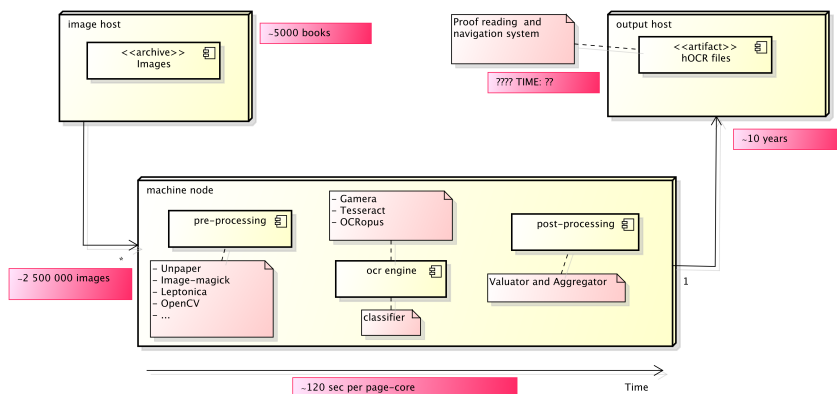 image host
<<archive>>
Images
~5000 books
Proof reading and
navigation system
???? TIME: ??
output host
<<artifact>>
hOCR files
~10 years
machine node
pre-processing
- Unpaper
- Image-magick
- Leptonica
- OpenCV
- ...
- Gamera
- Tesseract
- OCRopus
ocr engine
classifier
post-processing
Valuator and Aggregator
*
~2 500 000 images
1
~120 sec per page-core
Time